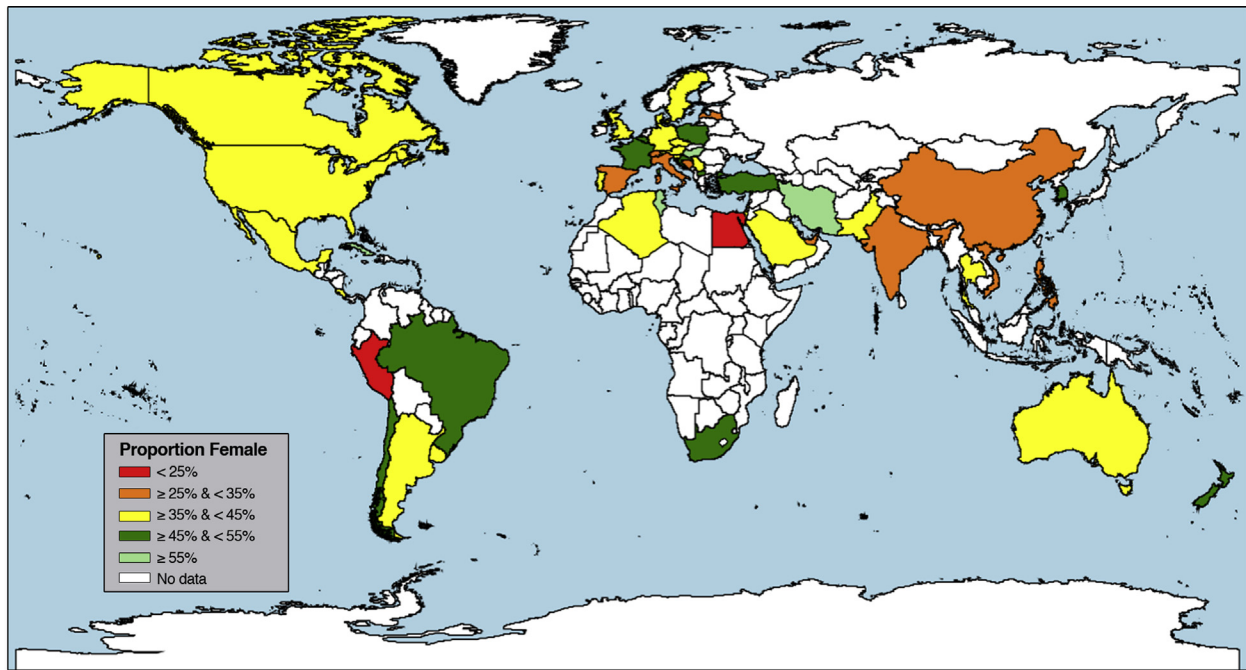 Proportion Female
< 25%
≥ 25% & < 35%
≥ 35% & < 45%
≥ 45% & < 55%
≥ 55%
No data